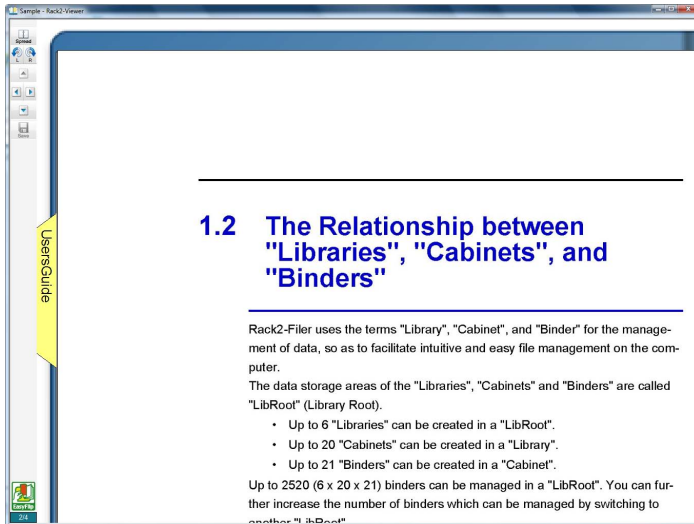 Sample - Rack2-Viewer
Spread
L R
Save
UsersGuide
1.2 The Relationship between
"Libraries", "Cabinets", and
"Binders"
Rack2-Filer uses the terms "Library", "Cabinet", and "Binder" for the manage-
ment of data, so as to facilitate intuitive and easy file management on the com-
puter.
The data storage areas of the "Libraries", "Cabinets" and "Binders" are called
"LibRoot" (Library Root).
• Up to 6 "Libraries" can be created in a "LibRoot".
• Up to 20 "Cabinets" can be created in a "Library".
• Up to 21 "Binders" can be created in a "Cabinet".
Up to 2520 (6 x 20 x 21) binders can be managed in a "LibRoot". You can fur-
ther increase the number of binders which can be managed by switching to
another "LibRoot"
EasyFlip
2/4